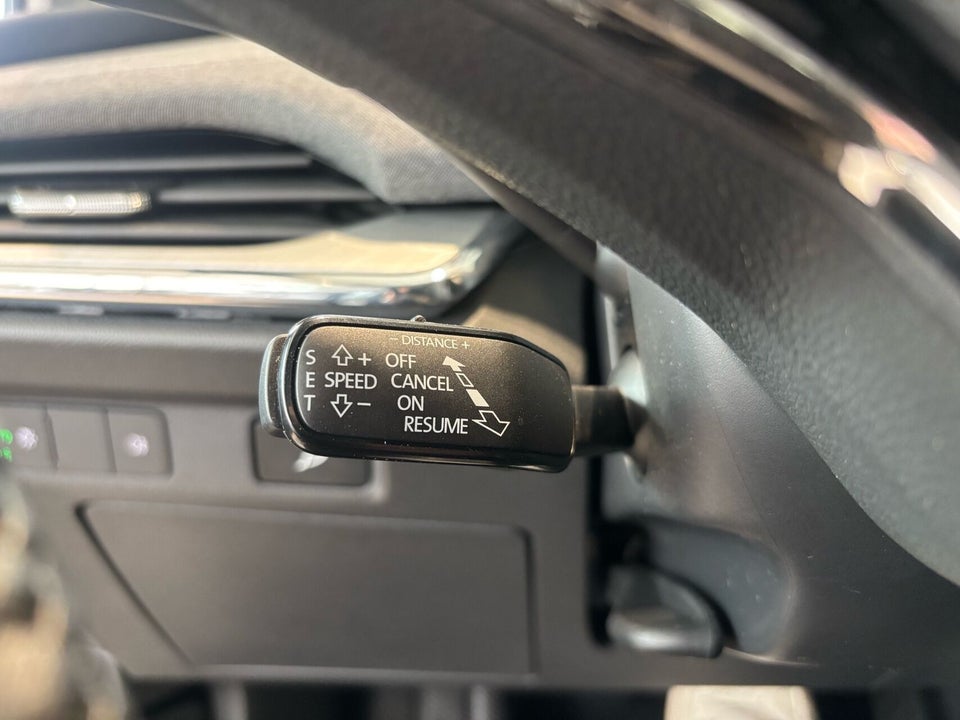 - DISTANCE +
S + OFF
E SPEED CANCEL
T - ON
RESUME